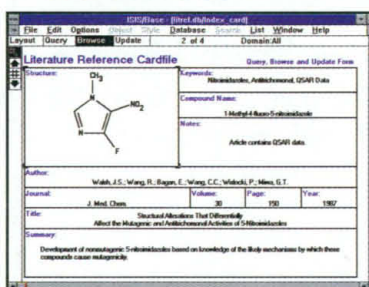 ISIS/Base - [litref.db/index_card]
File Edit Options Object Style Database Search List Window Help
Layout Query Browse Update 2 of 4 Domain:All
Literature Reference Cardfile Query, Browse and Update Form
Structure:
CH3
N
NO2
N
F
Keywords:
Nitroimidazoles, Antitrichomonal, QSAR Data
Compound Name:
1-Methyl-4-fluoro-5-nitroimidazole
Notes:
Article contains QSAR data.
Author:
Walsh, J.S.; Wang, R.; Bagan, E.; Wang, C.C.; Wislocki, P.; Miwa, G.T.
Journal: Volume: Page: Year:
J. Med. Chem. 30 150 1987
Title:
Structural Alterations That Differentially
Affect the Mutagenic and Antitrichomonal Activities of 5-Nitroimidazoles
Summary:
Development of nonmutagenic 5-nitroimidazoles based on knowledge of the likely mechanisms by which these
compounds cause mutagenicity.